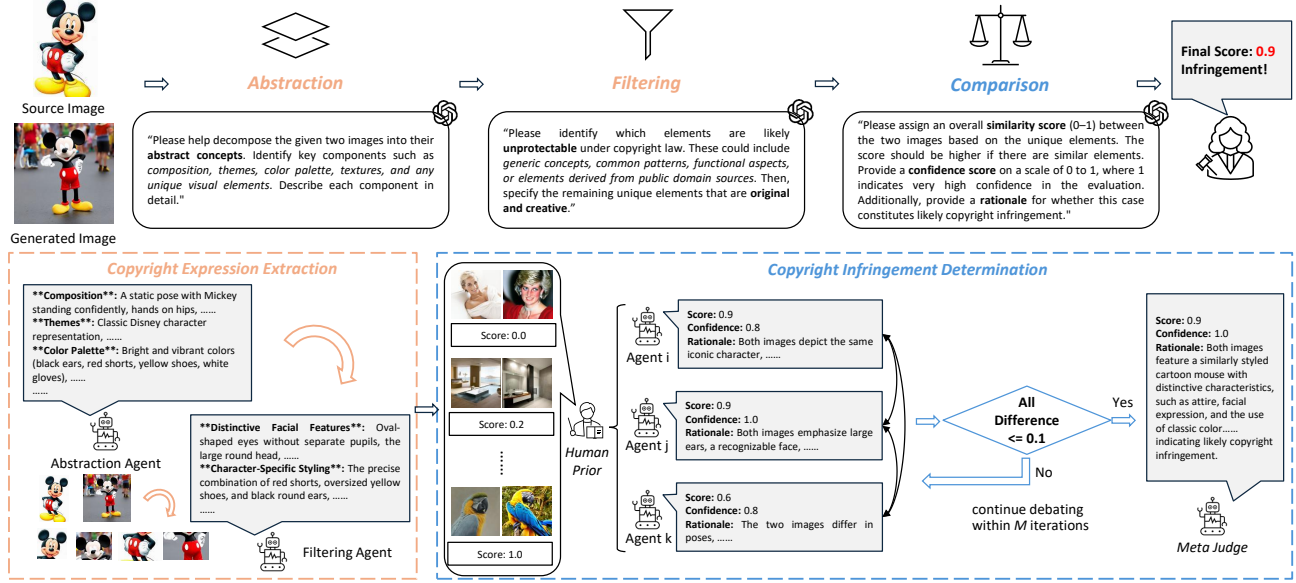 Source Image
Generated Image
Abstraction
Filtering
Comparison
Final Score: 0.9
Infringement!
“Please help decompose the given two images into their
abstract concepts. Identify key components such as
composition, themes, color palette, textures, and any
unique visual elements. Describe each component in
detail."
“Please identify which elements are likely
unprotectable under copyright law. These could include
generic concepts, common patterns, functional aspects,
or elements derived from public domain sources. Then,
specify the remaining unique elements that are original
and creative.”
“Please assign an overall similarity score (0–1) between
the two images based on the unique elements. The
score should be higher if there are similar elements.
Provide a confidence score on a scale of 0 to 1, where 1
indicates very high confidence in the evaluation.
Additionally, provide a rationale for whether this case
constitutes likely copyright infringement."
Copyright Expression Extraction
**Composition**: A static pose with Mickey
standing confidently, hands on hips, ……
**Themes**: Classic Disney character
representation, ……
**Color Palette**: Bright and vibrant colors
(black ears, red shorts, yellow shoes, white
gloves), ……
……
Abstraction Agent
**Distinctive Facial Features**: Oval-
shaped eyes without separate pupils, the
large round head, ……
**Character-Specific Styling**: The precise
combination of red shorts, oversized yellow
shoes, and black round ears, ……
……
Filtering Agent
Copyright Infringement Determination
Score: 0.0
Score: 0.2
Score: 1.0
Human
Prior
Agent i
Score: 0.9
Confidence: 0.8
Rationale: Both images depict the same
iconic character, ……
Agent j
Score: 0.9
Confidence: 1.0
Rationale: Both images emphasize large
ears, a recognizable face, ……
Agent k
Score: 0.6
Confidence: 0.8
Rationale: The two images differ in
poses, ……
All
Difference
<= 0.1
Yes
No
continue debating
within M iterations
Score: 0.9
Confidence: 1.0
Rationale: Both images
feature a similarly styled
cartoon mouse with
distinctive characteristics,
such as attire, facial
expression, and the use
of classic color……
indicating likely copyright
infringement.
Meta Judge